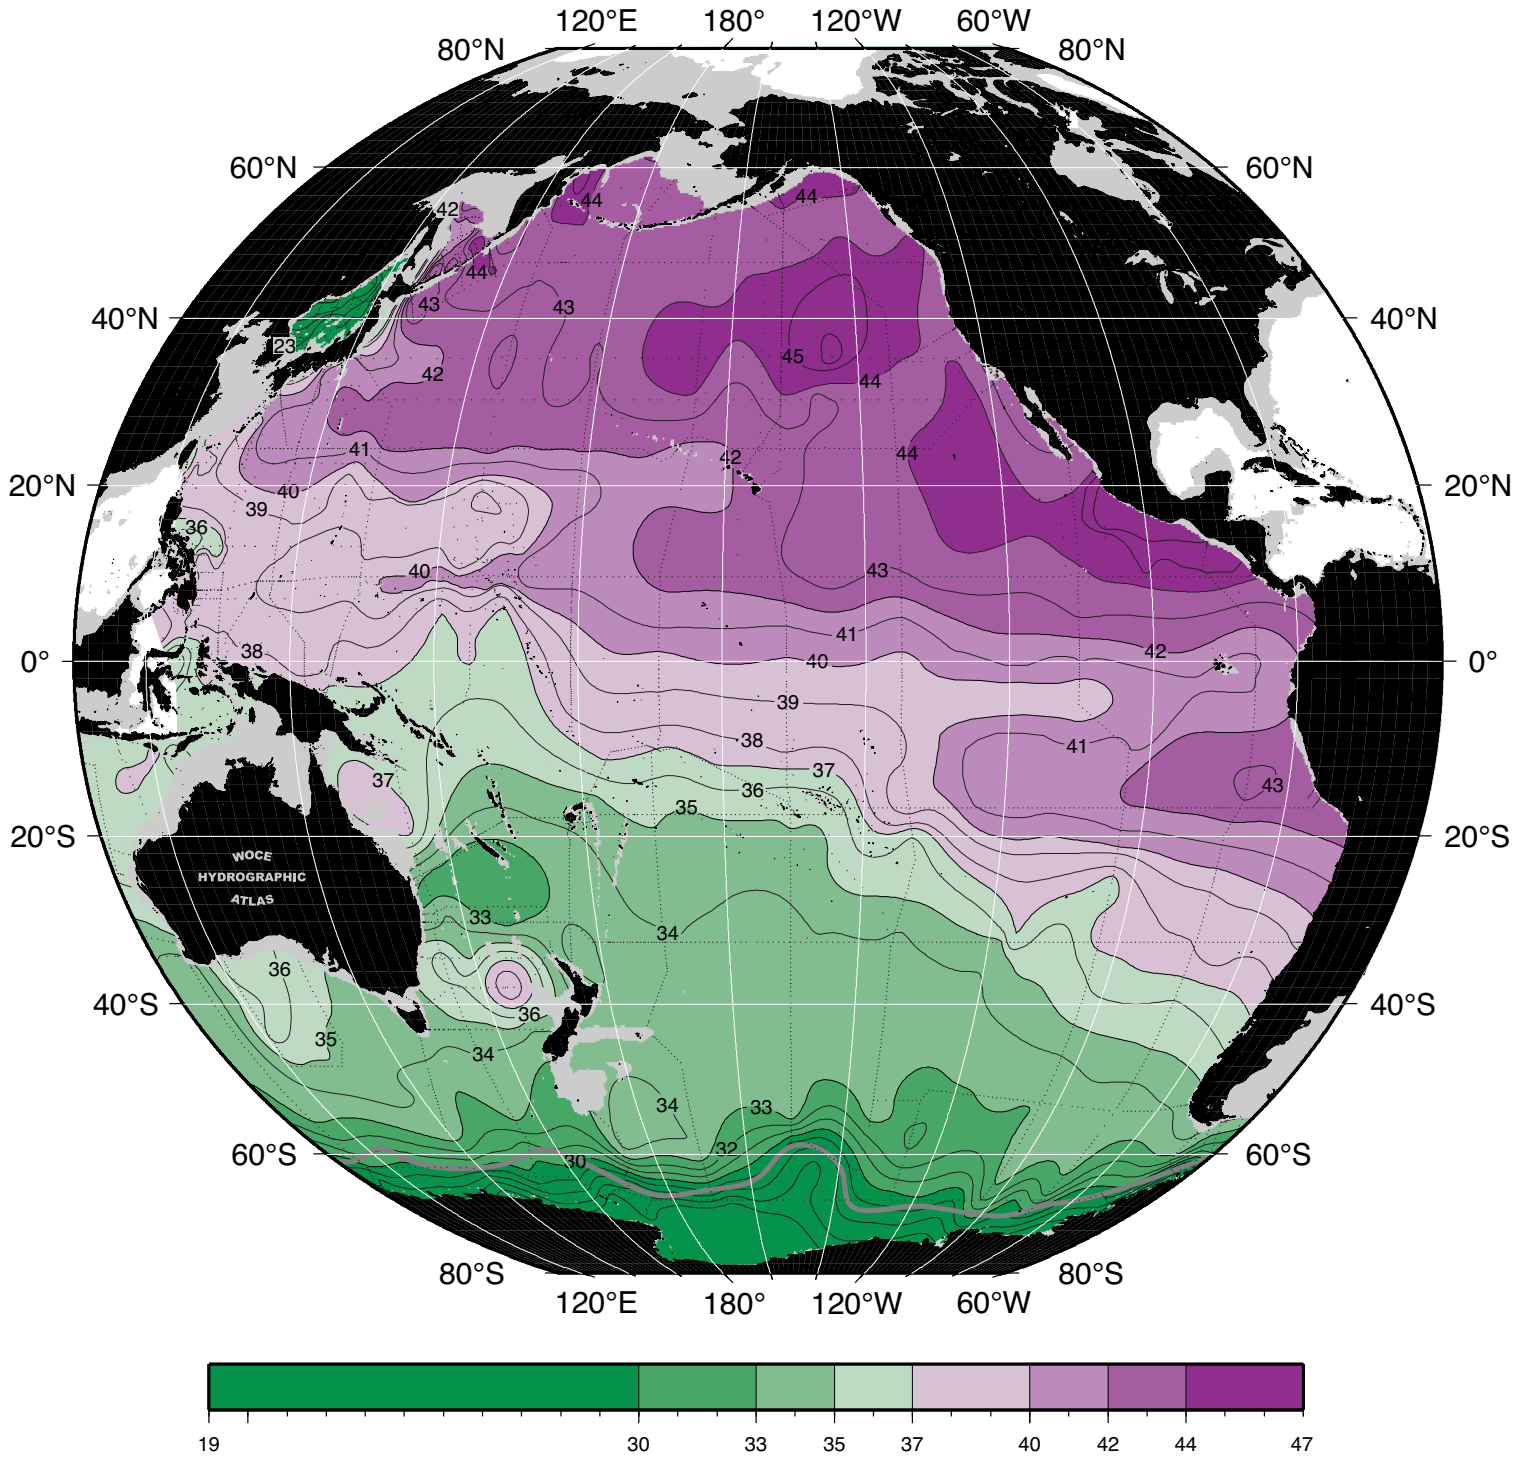 120°E 180° 120°W 60°W
80°N 80°N
60°N 60°N
42 44 44
44
43 43
40°N 40°N
23 45
42 44
41 42 44
20°N 40 20°N
39
36
40 43
41
38 42
0° 40 0°
39
38 41
37 37 43
36
35
20°S 20°S
WOCE
HYDROGRAPHIC
ATLAS
33
34
36
40°S 40°S
36
35
34
34 33
32
60°S 30 60°S
80°S 80°S
120°E 180° 120°W 60°W
19 30 33 35 37 40 42 44 47